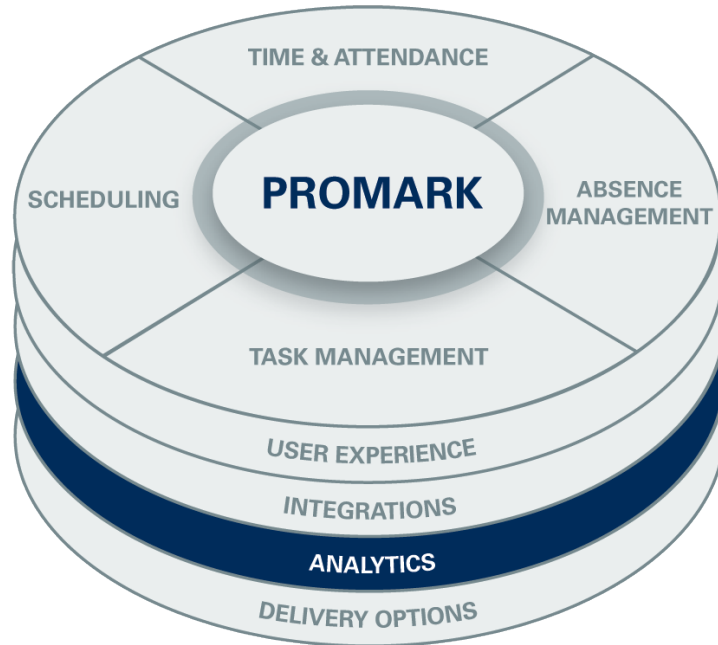 TIME & ATTENDANCE
SCHEDULING
PROMARK
ABSENCE
MANAGEMENT
TASK MANAGEMENT
USER EXPERIENCE
INTEGRATIONS
ANALYTICS
DELIVERY OPTIONS